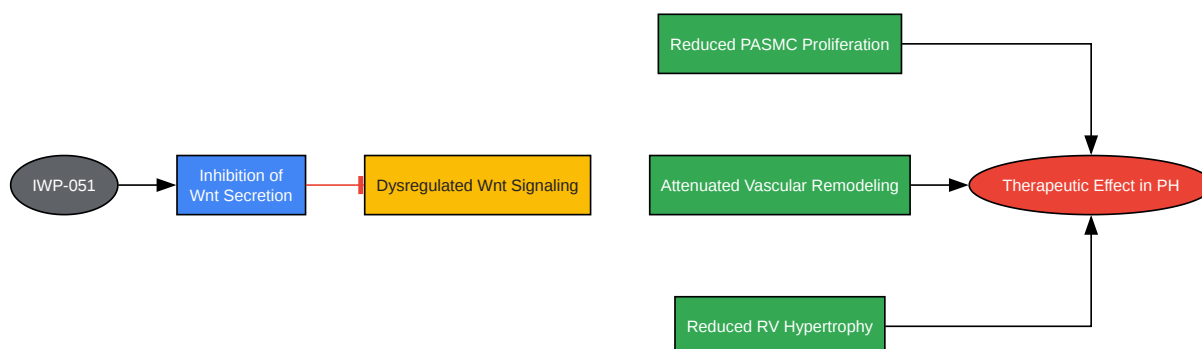 Reduced PASMC Proliferation
IWP-051
Inhibition of
Wnt Secretion
Dysregulated Wnt Signaling
Attenuated Vascular Remodeling
Therapeutic Effect in PH
Reduced RV Hypertrophy